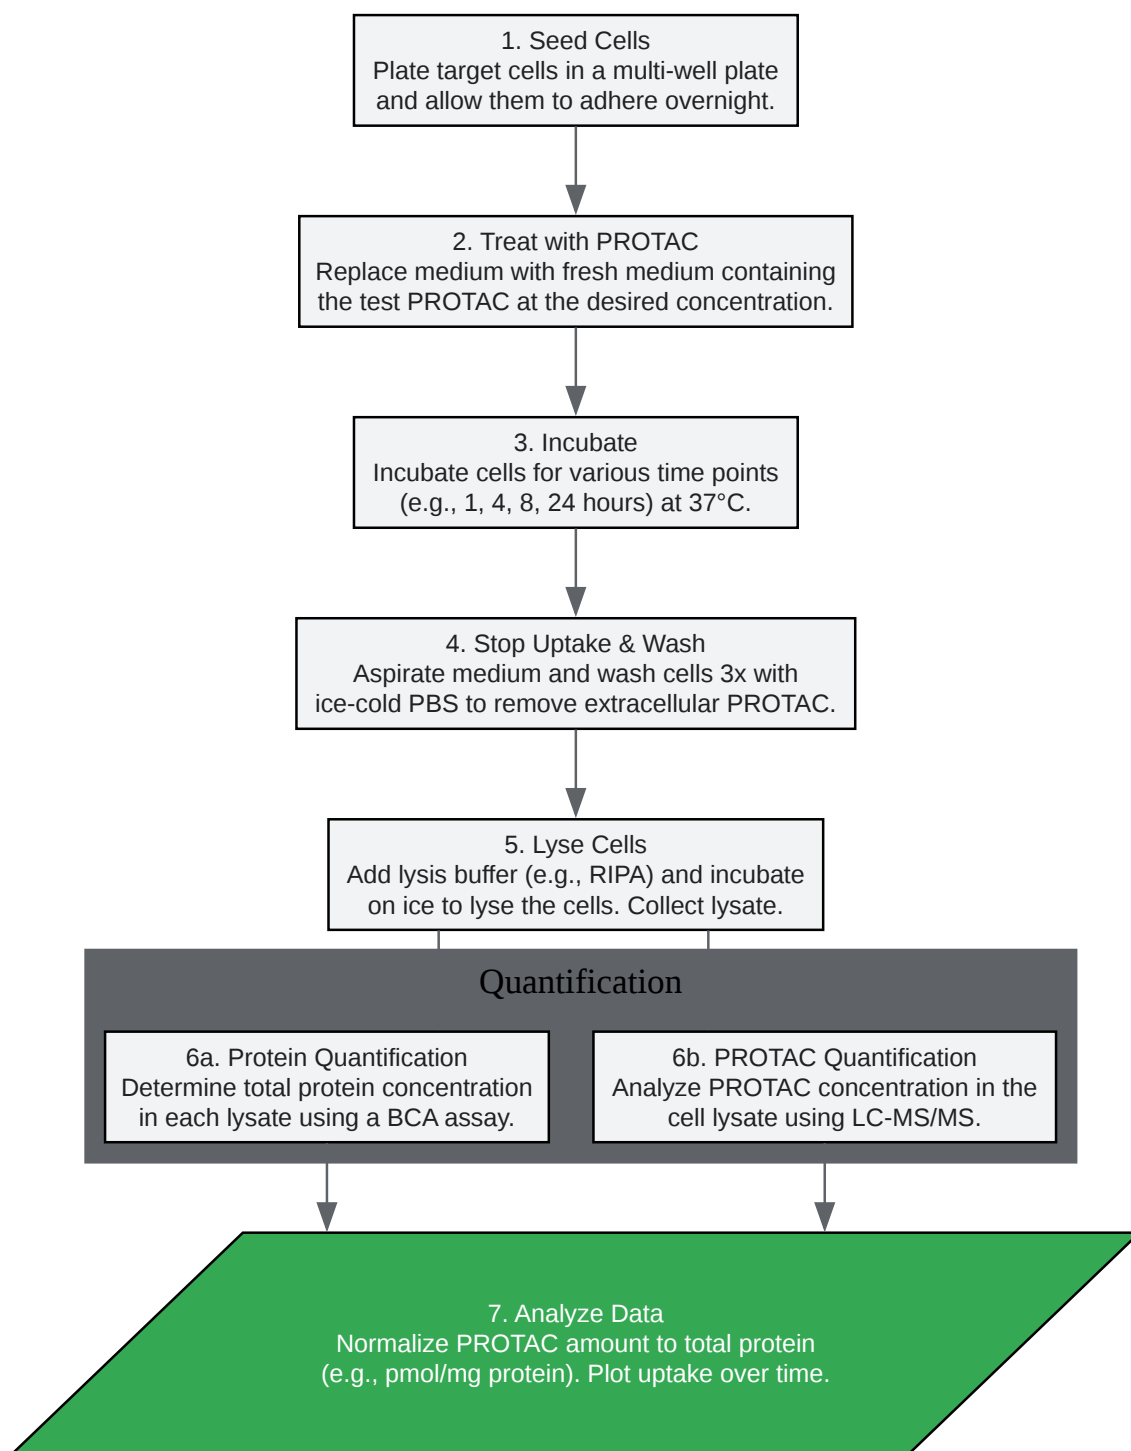 1. Seed Cells
Plate target cells in a multi-well plate
and allow them to adhere overnight.
2. Treat with PROTAC
Replace medium with fresh medium containing
the test PROTAC at the desired concentration.
3. Incubate
Incubate cells for various time points
(e.g., 1, 4, 8, 24 hours) at 37°C.
4. Stop Uptake & Wash
Aspirate medium and wash cells 3x with
ice-cold PBS to remove extracellular PROTAC.
5. Lyse Cells
Add lysis buffer (e.g., RIPA) and incubate
on ice to lyse the cells. Collect lysate.
Quantification
6a. Protein Quantification
Determine total protein concentration
in each lysate using a BCA assay.
6b. PROTAC Quantification
Analyze PROTAC concentration in the
cell lysate using LC-MS/MS.
7. Analyze Data
Normalize PROTAC amount to total protein
(e.g., pmol/mg protein). Plot uptake over time.